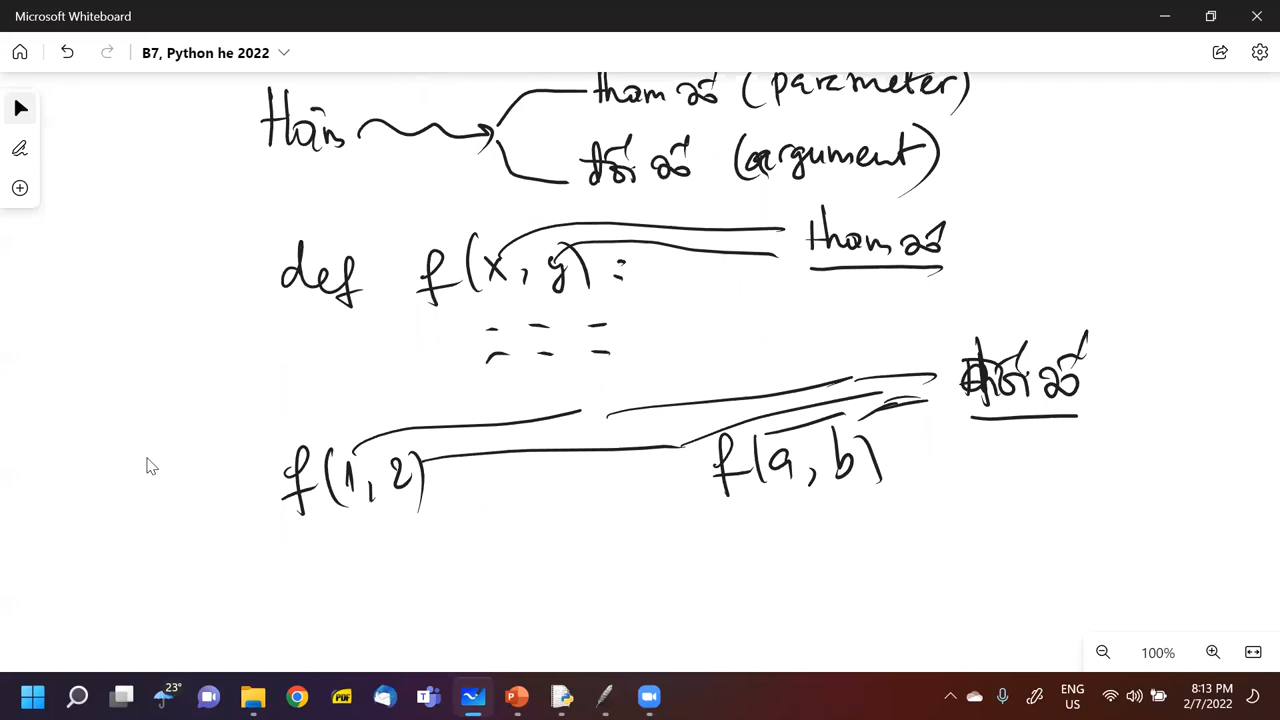 Microsoft Whiteboard
B7, Python he 2022
tham số (parameter)
Hàm
đối số (argument)
def f(x, y) :
tham số
đối số
f(1, 2)
f(a, b)
100%
23°
PDF
ENG
US
8:13 PM
2/7/2022